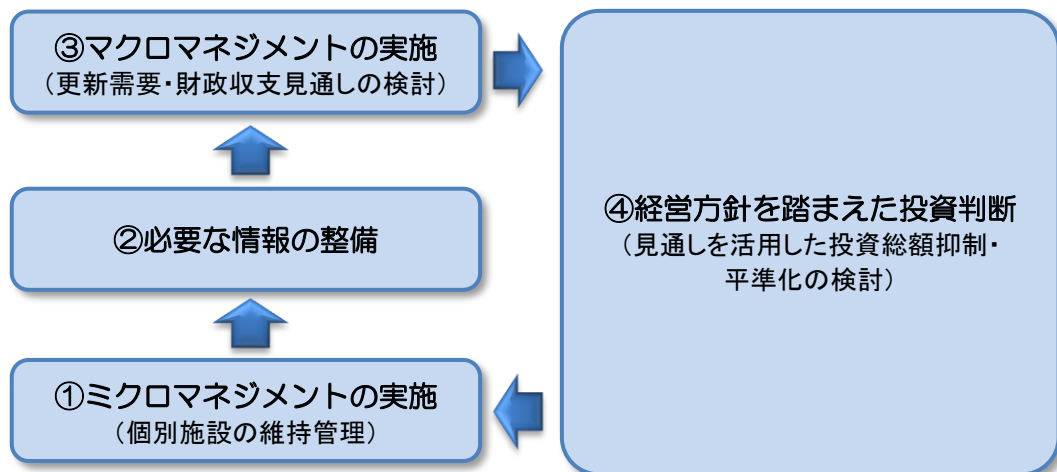 ③マクロマネジメントの実施
（更新需要・財政収支見通しの検討）
②必要な情報の整備
①ミクロマネジメントの実施
（個別施設の維持管理）
④経営方針を踏まえた投資判断
（見通しを活用した投資総額抑制・
平準化の検討）